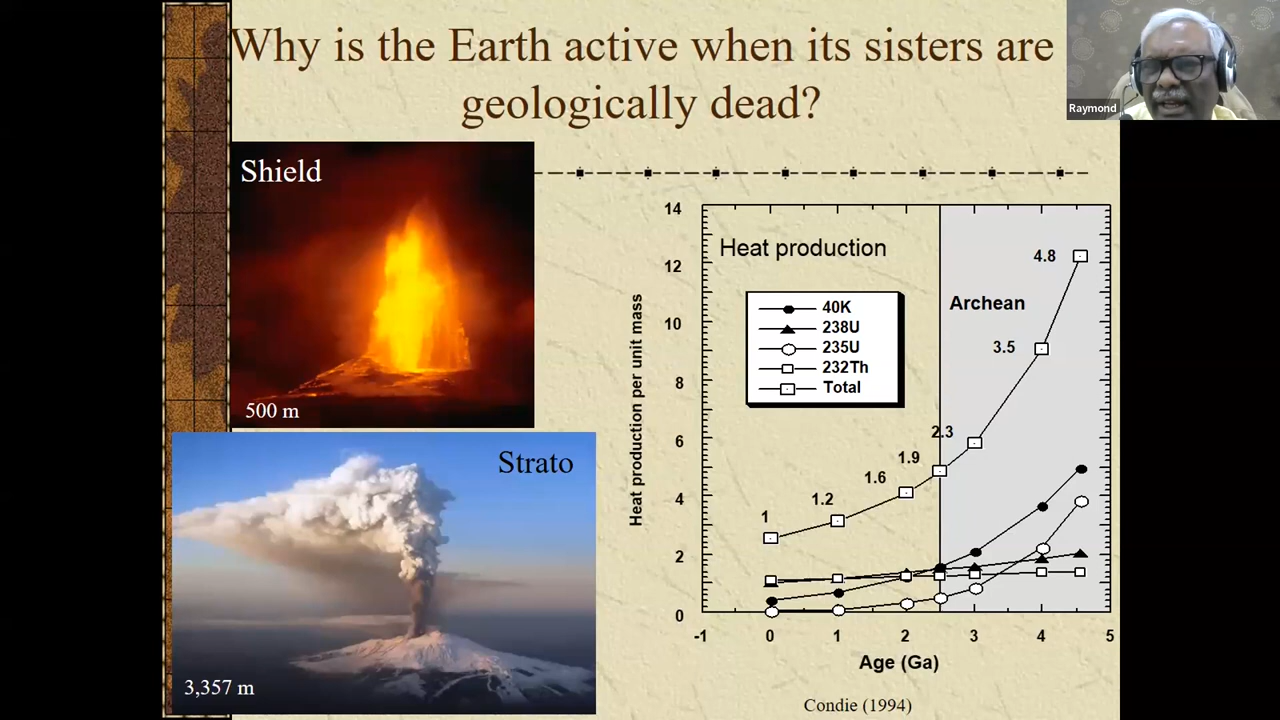 Why is the Earth active when its sisters are
geologically dead?
Raymond
Shield
500 m
Strato
3,357 m
Heat production
40K
238U
235U
232Th
Total
Archean
4.8
3.5
2.3
1.9
1.6
1.2
1
14
12
10
8
6
4
2
0
Heat production per unit mass
-1 0 1 2 3 4 5
Age (Ga)
Condie (1994)